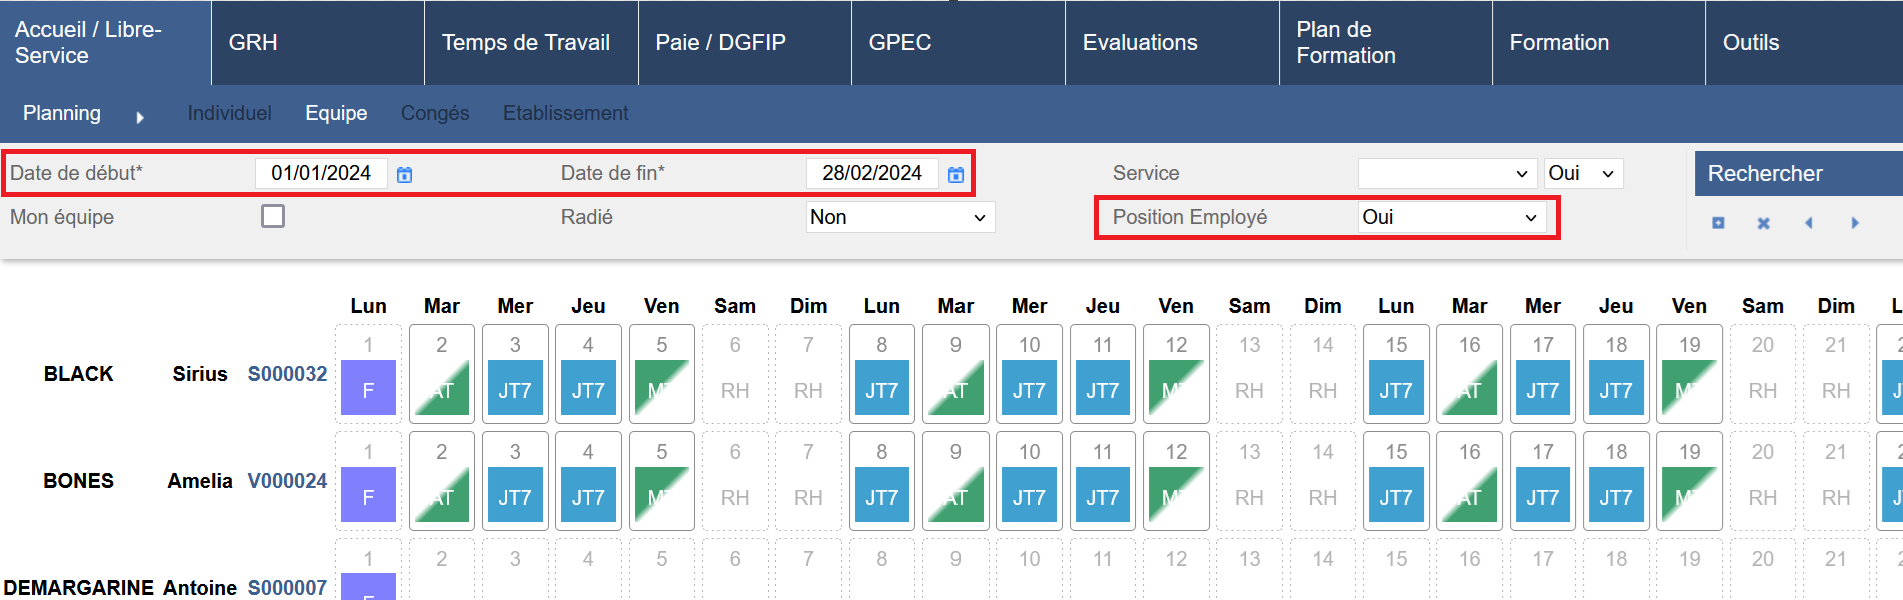 Accueil / Libre-
Service
GRH
Temps de Travail
Paie / DGFIP
GPEC
Evaluations
Plan de
Formation
Formation
Outils
Planning
Individuel
Equipe
Congés
Etablissement
Date de début*
01/01/2024
Date de fin*
28/02/2024
Service
Oui
Rechercher
Mon équipe
Radié
Non
Position Employé
Oui
Lun Mar Mer Jeu Ven Sam Dim Lun Mar Mer Jeu Ven Sam Dim Lun Mar Mer Jeu Ven Sam Dim
1 2 3 4 5 6 7 8 9 10 11 12 13 14 15 16 17 18 19 20 21
BLACK Sirius S000032
F AT JT7 JT7 RH RH JT7 AT JT7 JT7 RH RH JT7 AT JT7 JT7 RH RH
1 2 3 4 5 6 7 8 9 10 11 12 13 14 15 16 17 18 19 20 21
BONES Amelia V000024
F AT JT7 JT7 RH RH JT7 AT JT7 JT7 RH RH JT7 AT JT7 JT7 RH RH
1 2 3 4 5 6 7 8 9 10 11 12 13 14 15 16 17 18 19 20 21
DEMARGARINE Antoine S000007